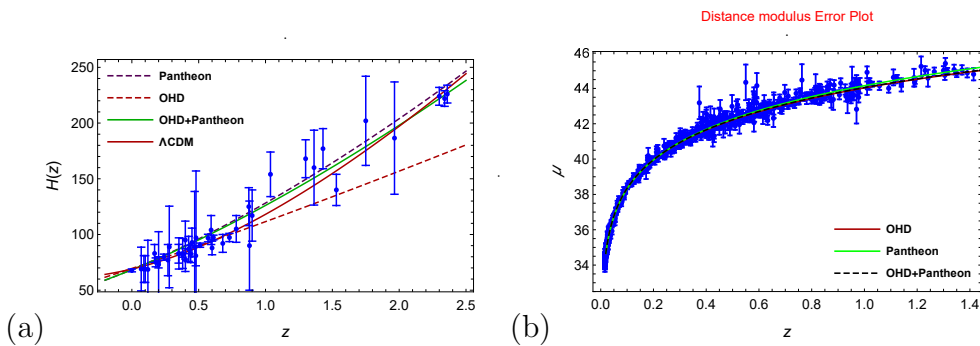 Distance modulus Error Plot
250
200
150
100
50
H(z)
Pantheon
OHD
OHD+Pantheon
ΛCDM
0.0 0.5 1.0 1.5 2.0 2.5
z
(a)
46
44
42
40
38
36
34
μ
OHD
Pantheon
OHD+Pantheon
0.0 0.2 0.4 0.6 0.8 1.0 1.2 1.4
z
(b)